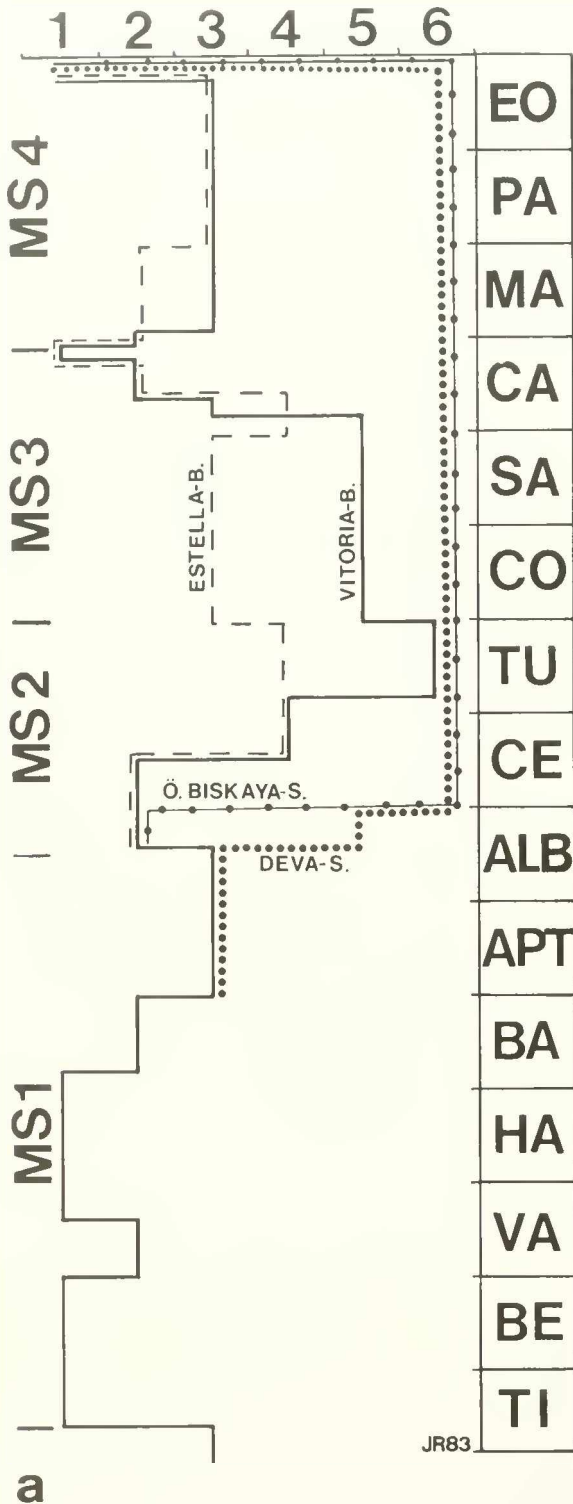 1 2 3 4 5 6
EO
PA
MS4
MA
CA
SA
MS3
ESTELLA-B.
VITORIA-B.
CO
TU
MS2
CE
Ö. BISKAYA-S.
DEVA-S.
ALB
APT
BA
MS1
HA
VA
BE
TI
JR83
a